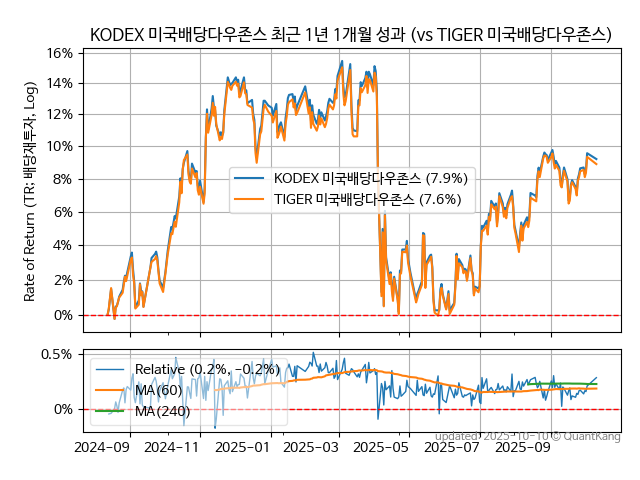 KODEX 미국배당다우존스 최근 1년 1개월 성과 (vs TIGER 미국배당다우존스)
Rate of Return (TR: 배당재투자, Log)
16%
14%
12%
10%
8%
6%
4%
2%
0%
KODEX 미국배당다우존스 (7.9%)
TIGER 미국배당다우존스 (7.6%)
0.5%
0%
Relative (0.2%, −0.2%)
MA(60)
MA(240)
2024−09
2024−11
2025−01
2025−03
2025−05
2025−07
2025−09
updated: 2025-10-10 © QuantKang